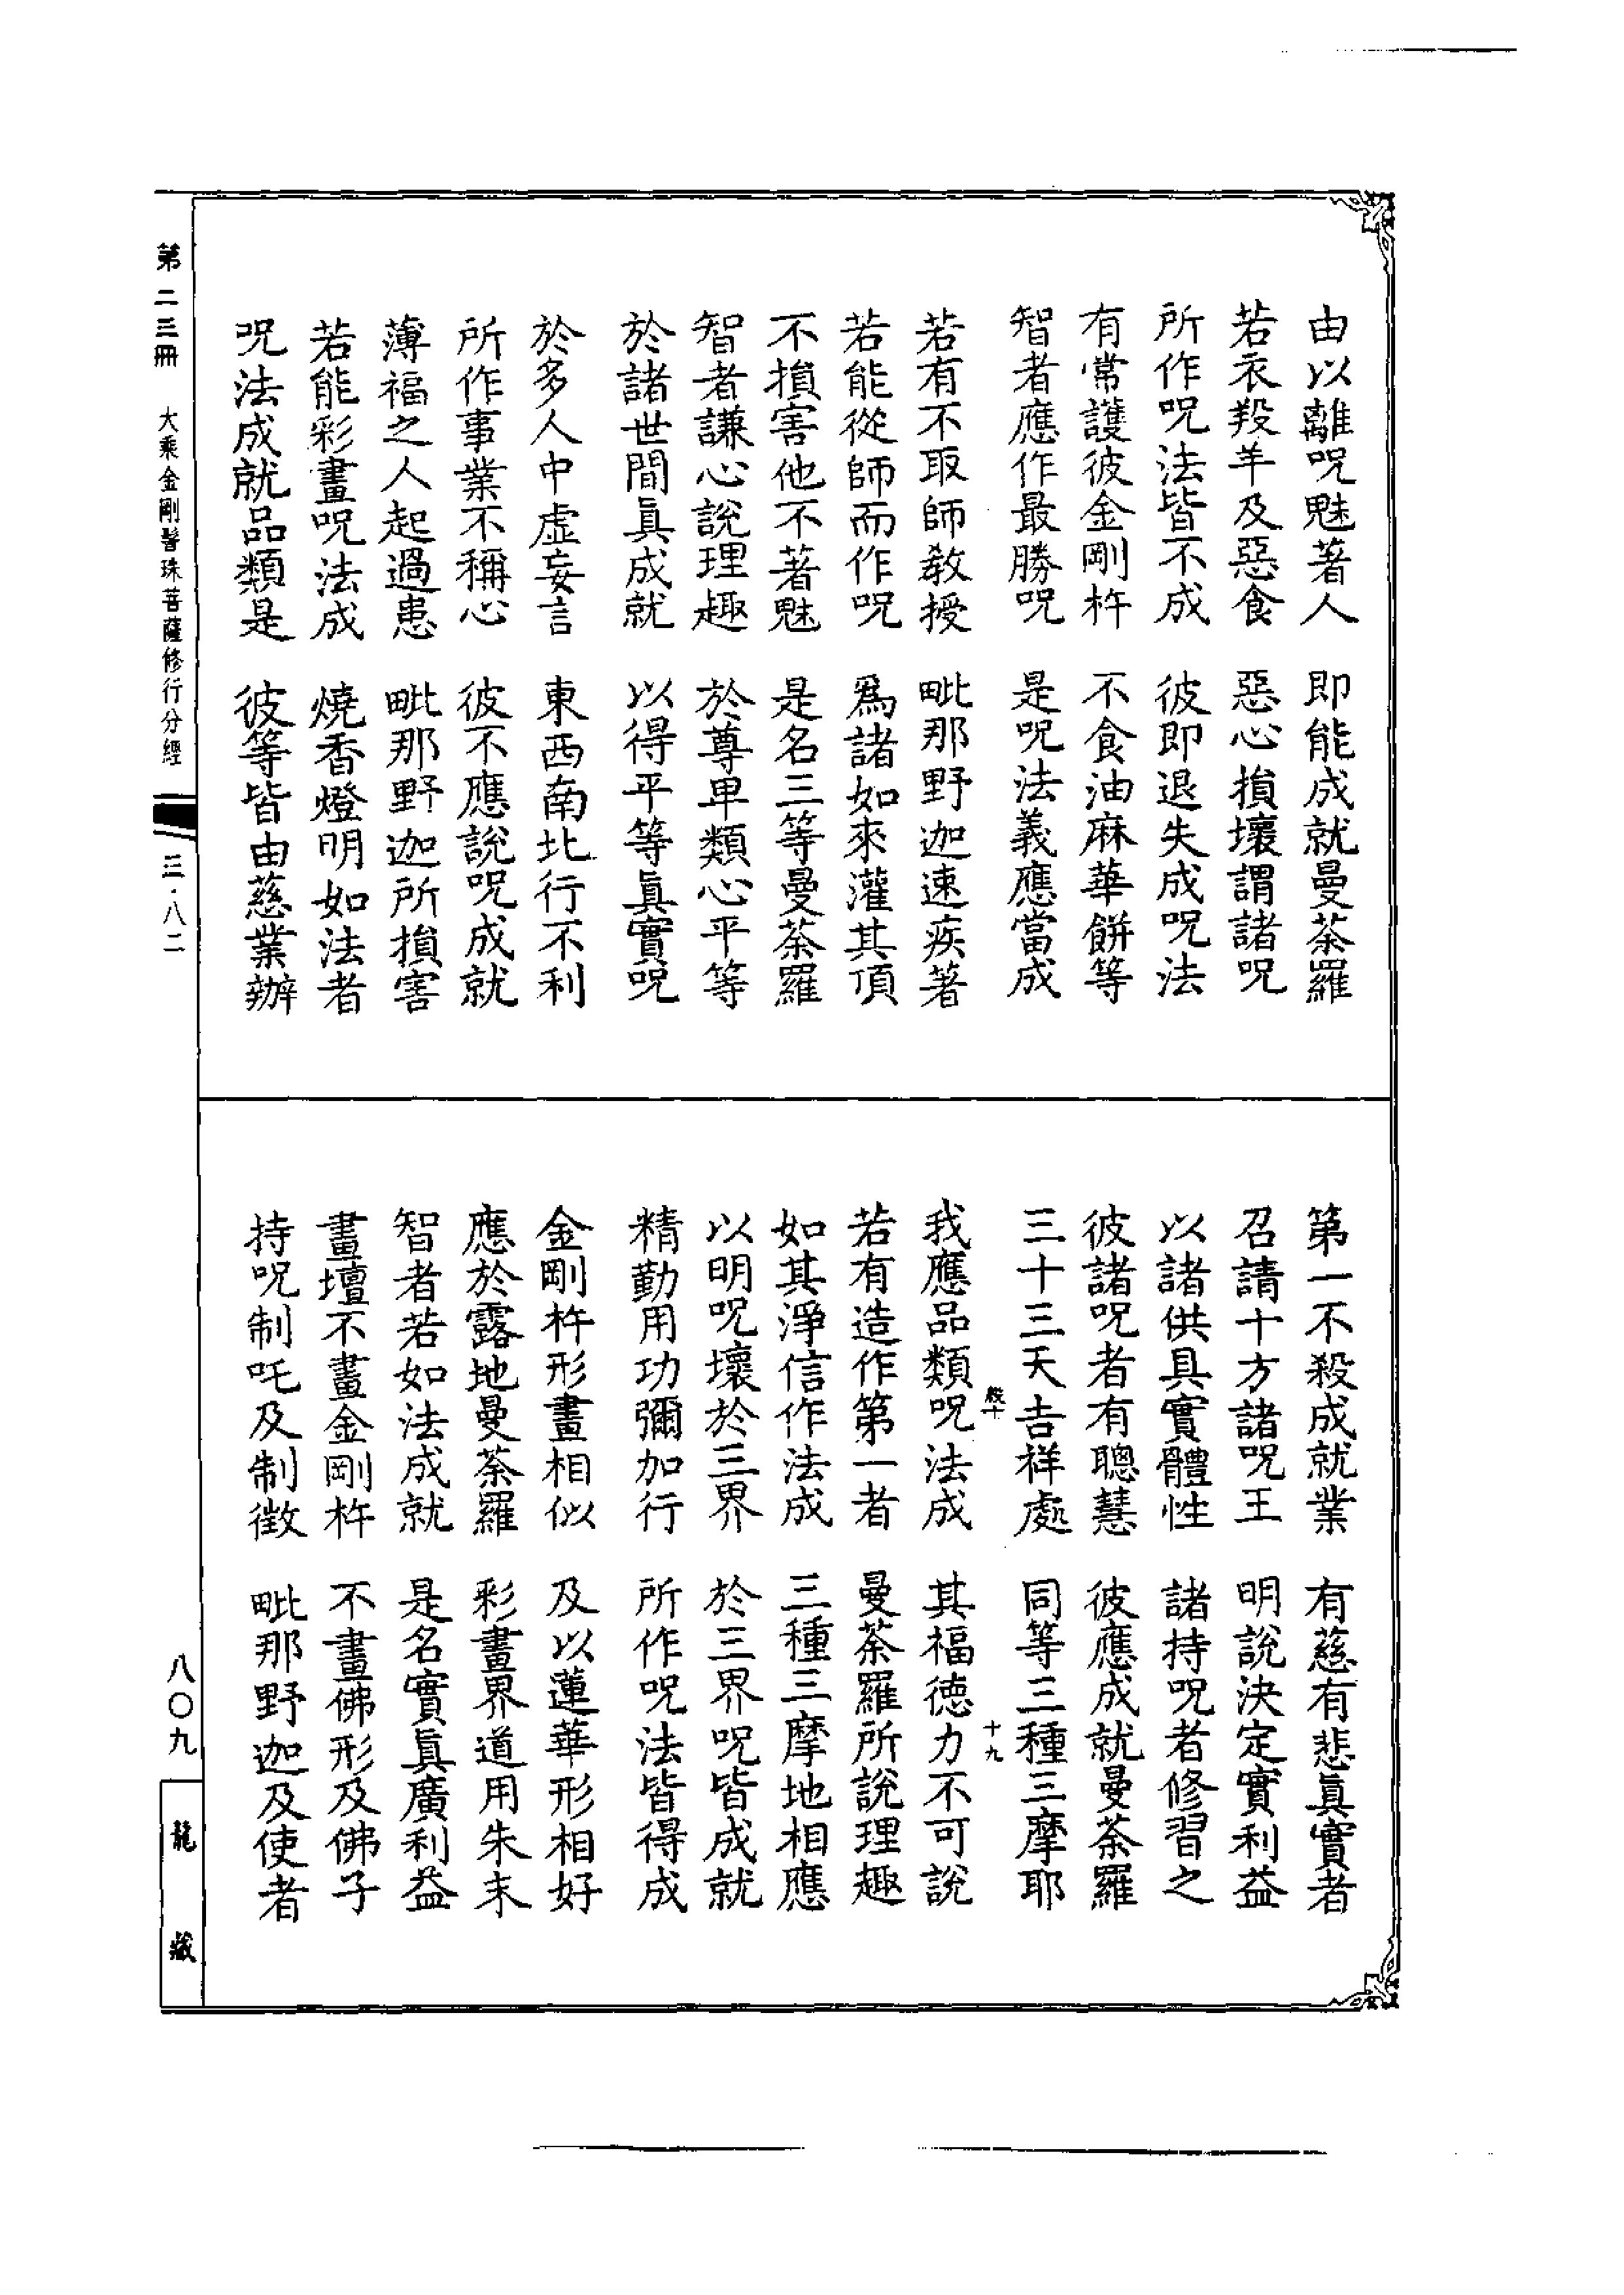 由以離呪魅著人　即能成就曼荼羅
若衣羖羊及惡食　惡心損壞謂諸呪
所作呪法皆不成　彼即退失成呪法
有常護彼金剛杵　不食油麻華餅等
智者應作最勝呪　是呪法義應當成
若有不取師教授　毗那野迦速疾著
若能從師而作呪　爲諸如來灌其頂
不損害他不著魅　是名三等曼荼羅
智者謙心說理趣　於尊卑類心平等
於諸世間眞成就　以得平等眞實呪
於多人中虛妄言　東西南北行不利
所作事業不稱心　彼不應說呪成就
薄福之人起過患　毗那野迦所損害
若能彩畫呪法成　燒香燈明如法者
呪法成就品類是　彼等皆由慈業辦
第一不殺成就業　有慈有悲眞實者
召請十方諸呪王　明說決定實利益
以諸供具實體性　諸持呪者修習之
彼諸呪者有聰慧　彼應成就曼荼羅
三十三天吉祥處　同等三種三摩耶
十九
我應品類呪法成　其福德力不可說
若有造作第一者　曼荼羅所說理趣
如其淨信作法成　三種三摩地相應
以明呪壞於三界　於三界呪皆成就
精勤用功彌加行　所作呪法皆得成
金剛杵形畫相似　及以蓮華形相好
應於露地曼荼羅　彩畫界道用朱末
智者若如法成就　是名實眞廣利益
畫壇不畫金剛杵　不畫佛形及佛子
持呪制吒及制徵　毗那野迦及使者
第二三冊　大乘金剛髻珠菩薩修行分經　三·八二
八〇九
龍藏